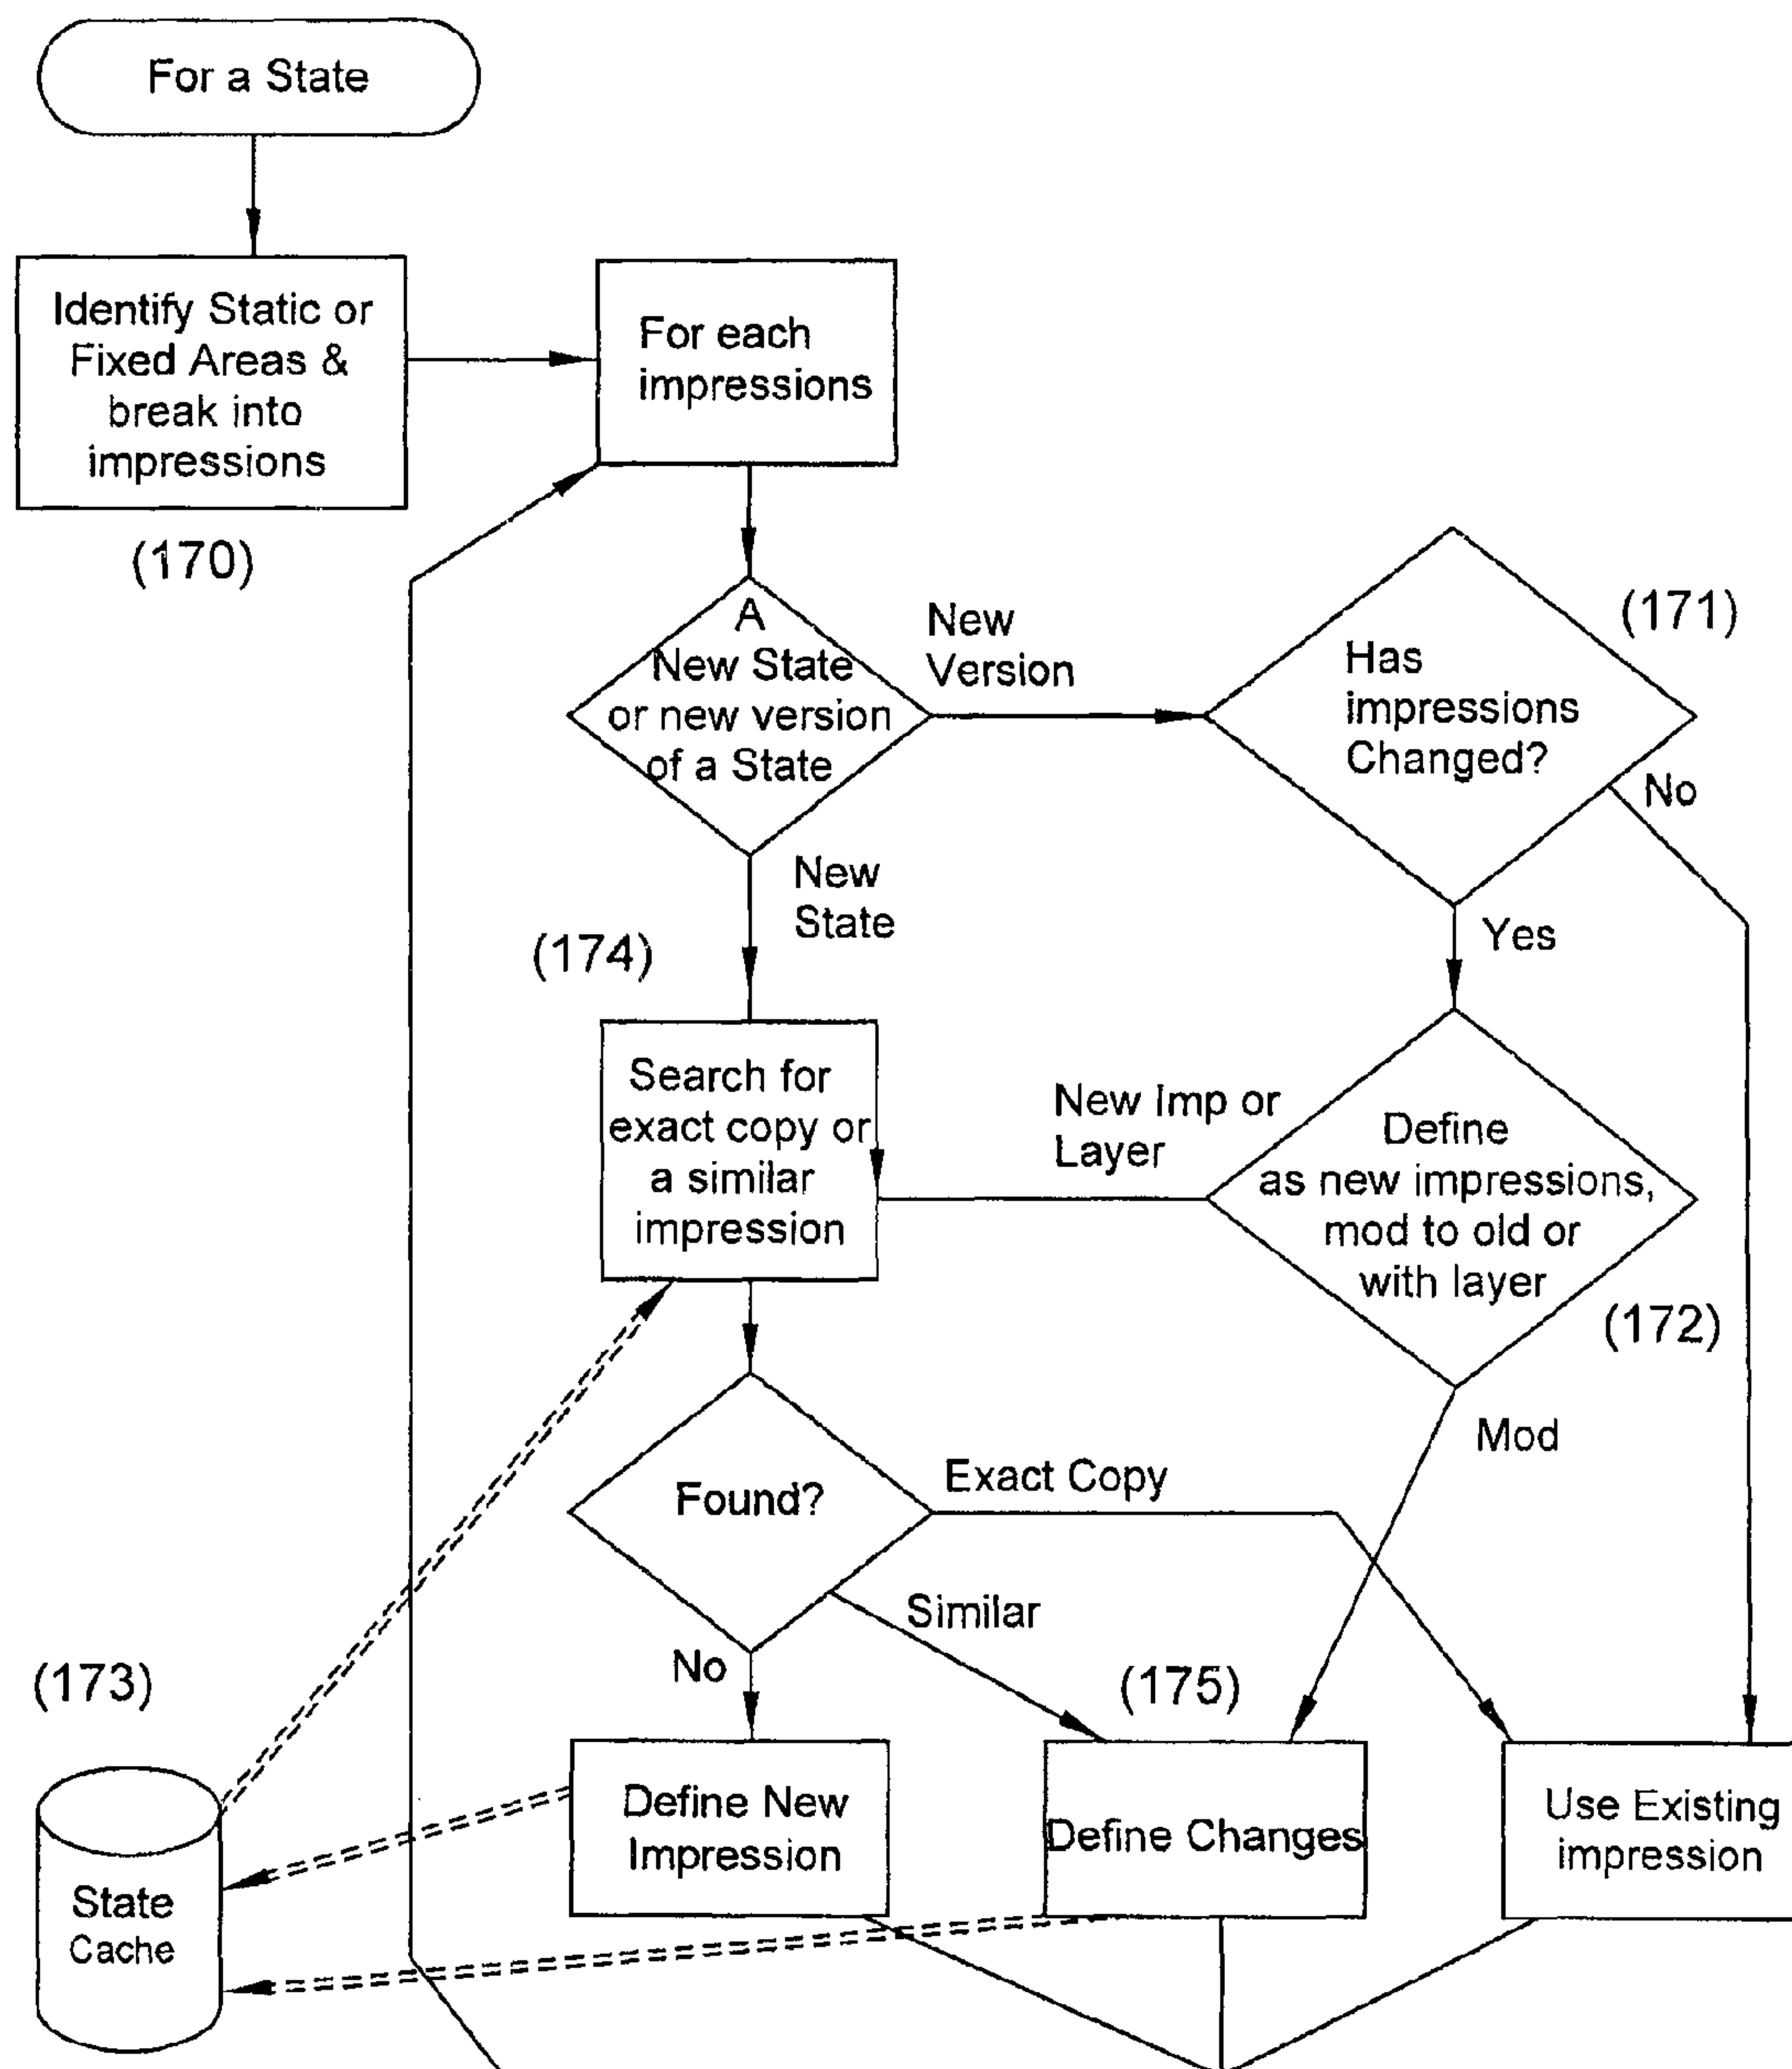 For a State
Identify Static or
Fixed Areas &
break into
impressions
(170)
For each
impressions
A
New State
or new version
of a State
New
Version
Has
impressions
Changed?
(171)
No
New
State
Yes
(174)
Search for
exact copy or
a similar
impression
New Imp or
Layer
Define
as new impressions,
mod to old or
with layer
(172)
Mod
Found?
Exact Copy
Similar
No
(173)
(175)
State
Cache
Define New
Impression
Define Changes
Use Existing
impression